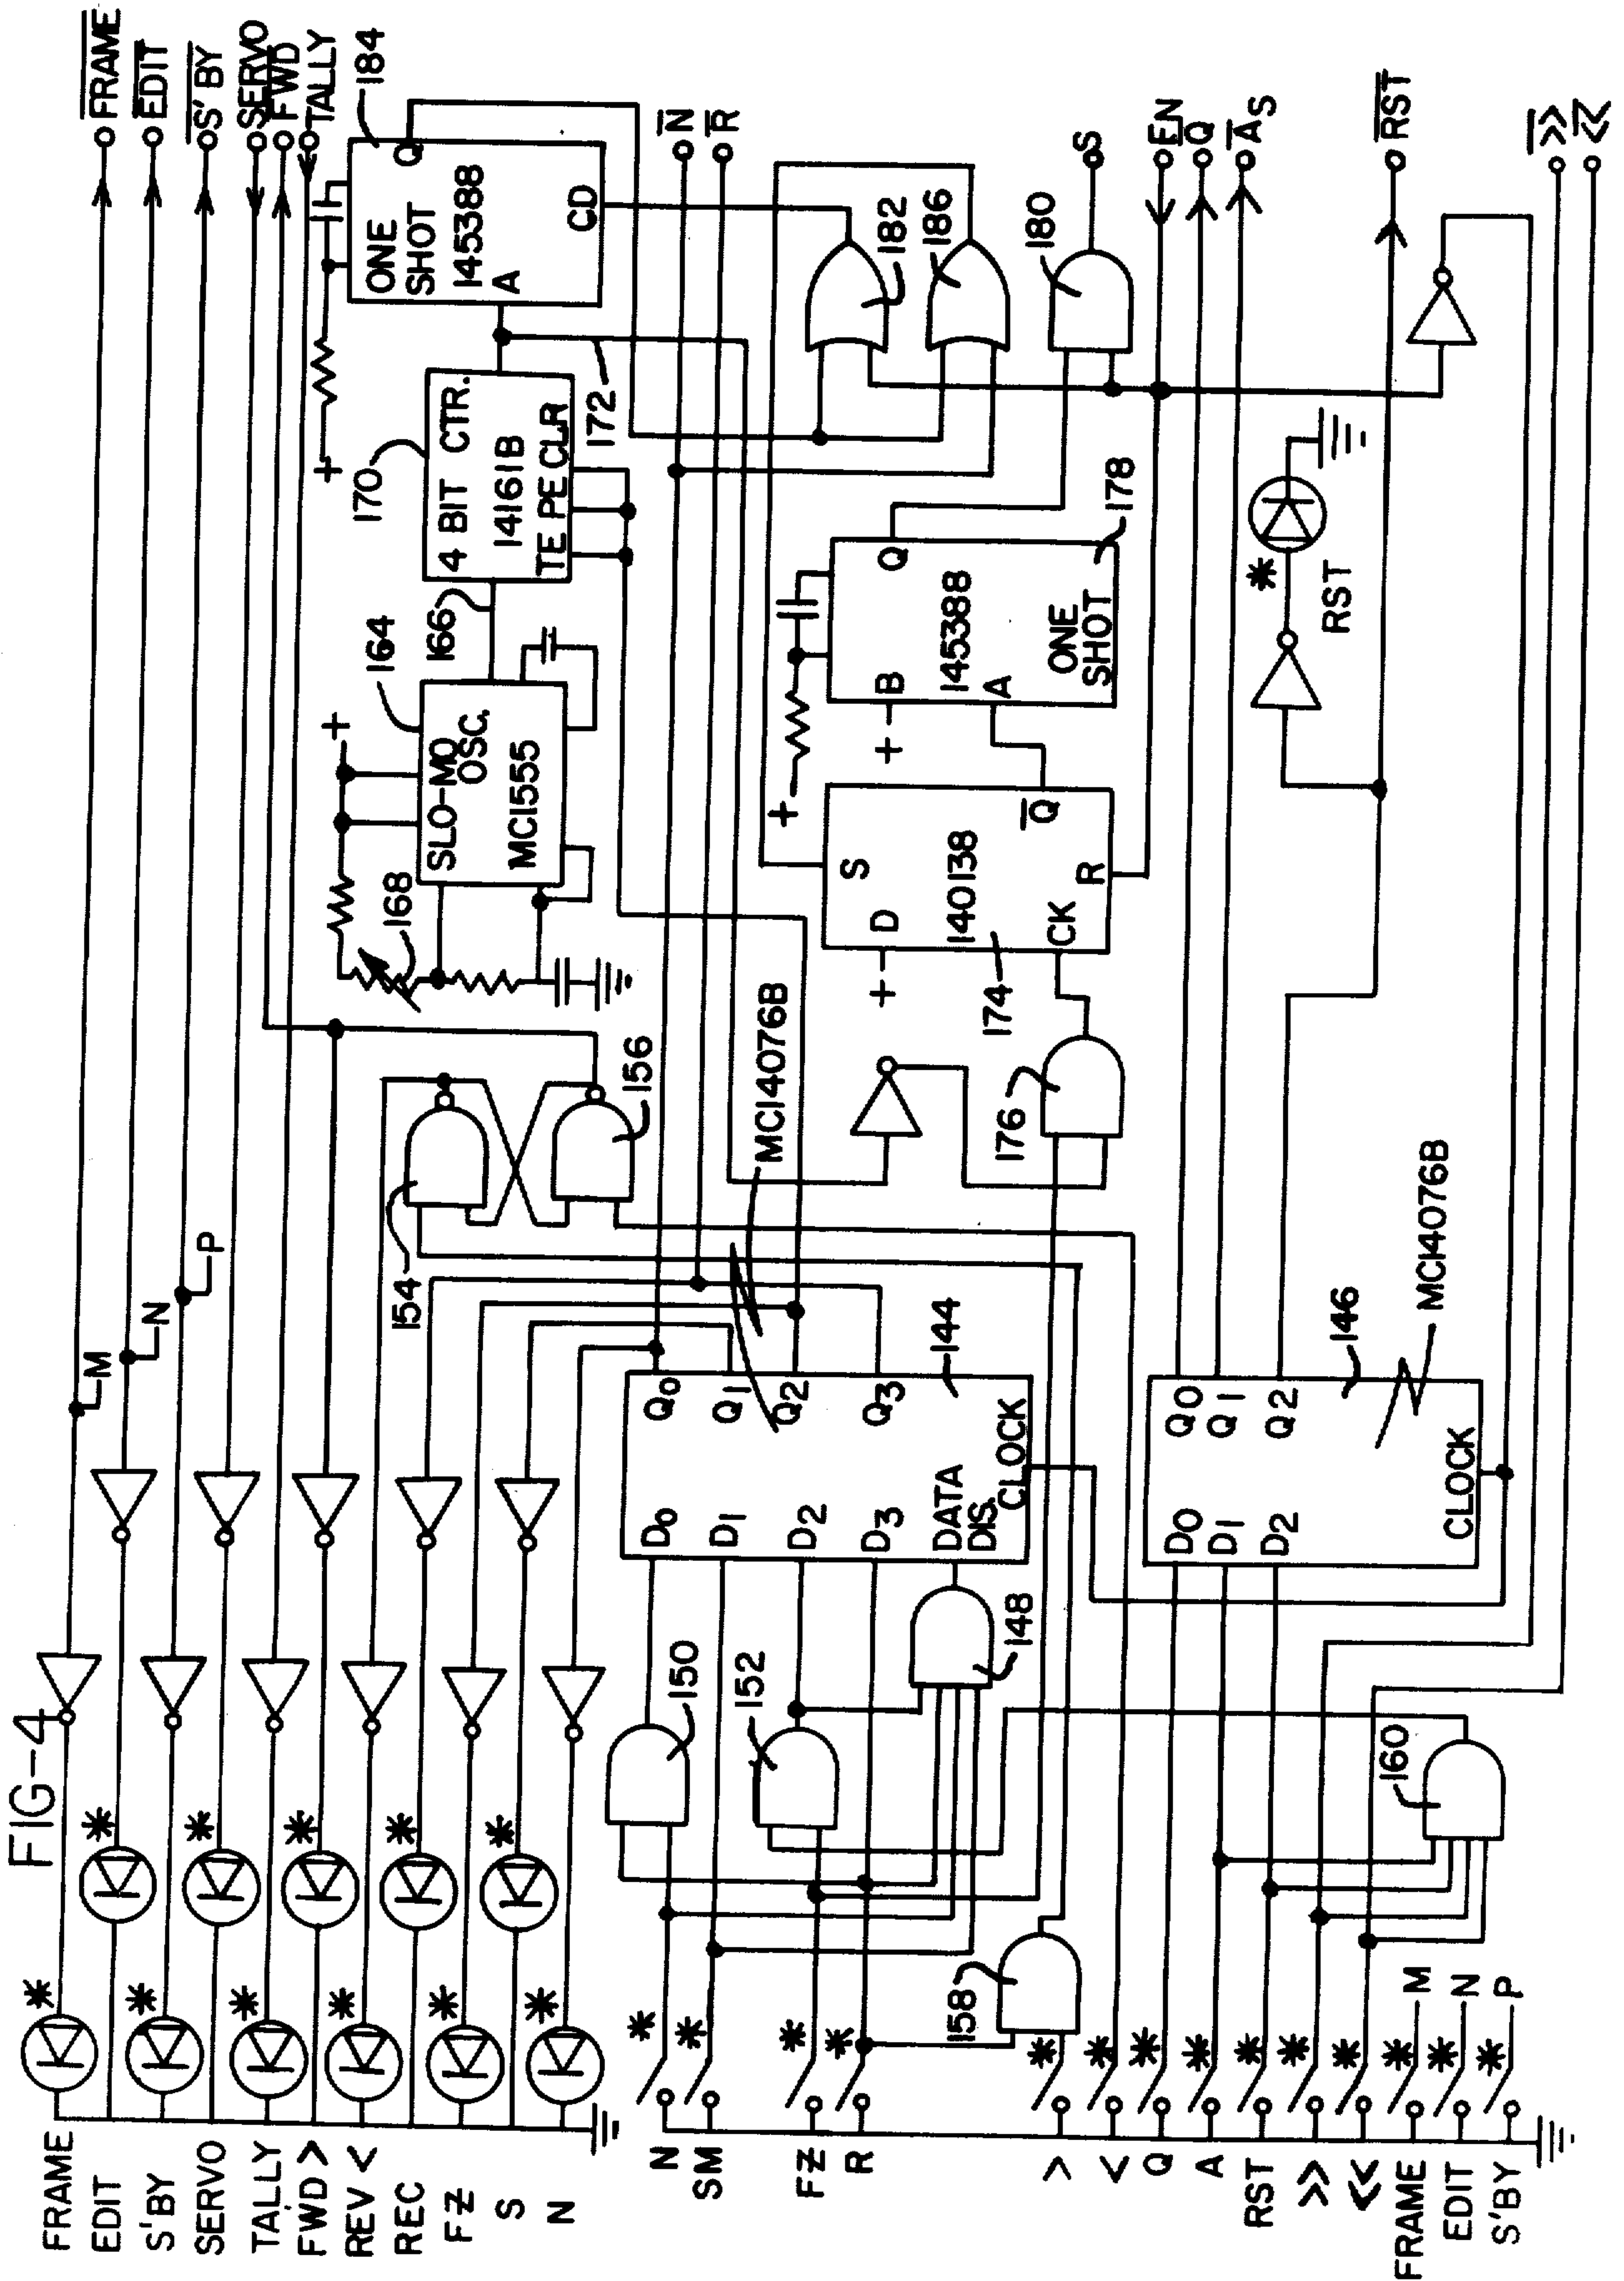 FIG-4
FRAME
EDIT
S'BY
SERVO
FWD
TALLY
184
Q
ONE
SHOT
145388
A
CD
+
170
4 BIT CTR.
14161B
TE PE CLR
172
164
166
+
SLO-MO
OSC.
MC1555
168
N
R
M
N
P
154
156
182
186
180
S
EN
Q
AS
RST
>>
<<
178
Q
145388
B
ONE
SHOT
A
+
+
S
D
140138
Q
CK
R
+
174
176
MC14076B
*
RST
144
Q0
Q1
Q2
Q3
D0
D1
D2
D3
DATA
DIS.
CLOCK
146
MC14076B
Q0
Q1
Q2
D0
D1
D2
CLOCK
150
152
148
158
160
* * * * *
* * * * * *
FRAME
EDIT
S'BY
SERVO
TALLY
FWD >
REV <
REC
FZ
S
N
N *
SM *
FZ *
R *
> *
< *
Q *
A *
RST *
>> *
<< *
FRAME * M
EDIT * N
S'BY * P